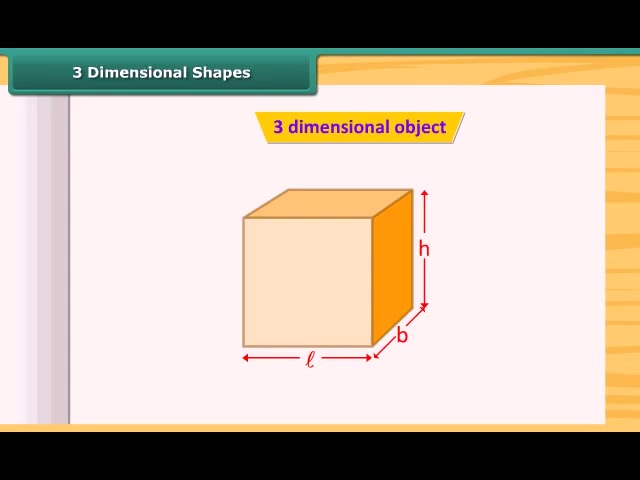 3 Dimensional Shapes
3 dimensional object
h
b
ℓ